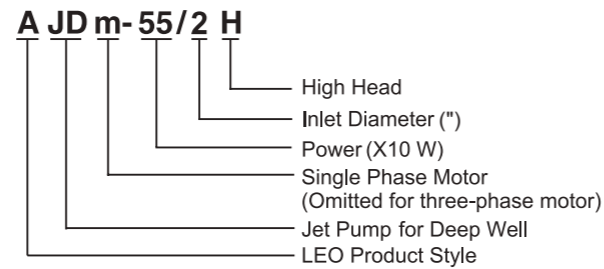 A JD m- 55/2 H
High Head
Inlet Diameter (")
Power (X10 W)
Single Phase Motor
(Omitted for three-phase motor)
Jet Pump for Deep Well
LEO Product Style